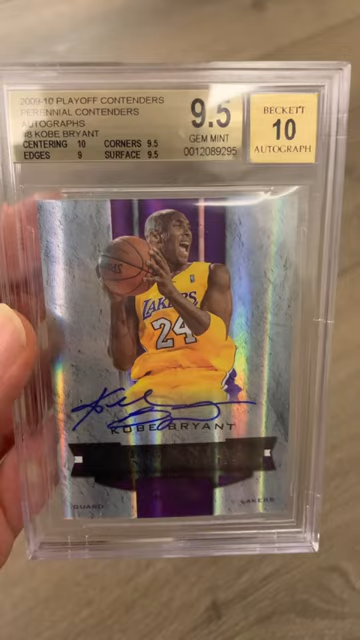 2009-10 PLAYOFF CONTENDERS
PERENNIAL CONTENDERS
AUTOGRAPHS
#8 KOBE BRYANT
CENTERING 10 CORNERS 9.5
EDGES 9 SURFACE 9.5
9.5
GEM MINT
0012089295
BECKETT
10
AUTOGRAPH
LAKERS
24
KOBE BRYANT
GUARD
LAKERS